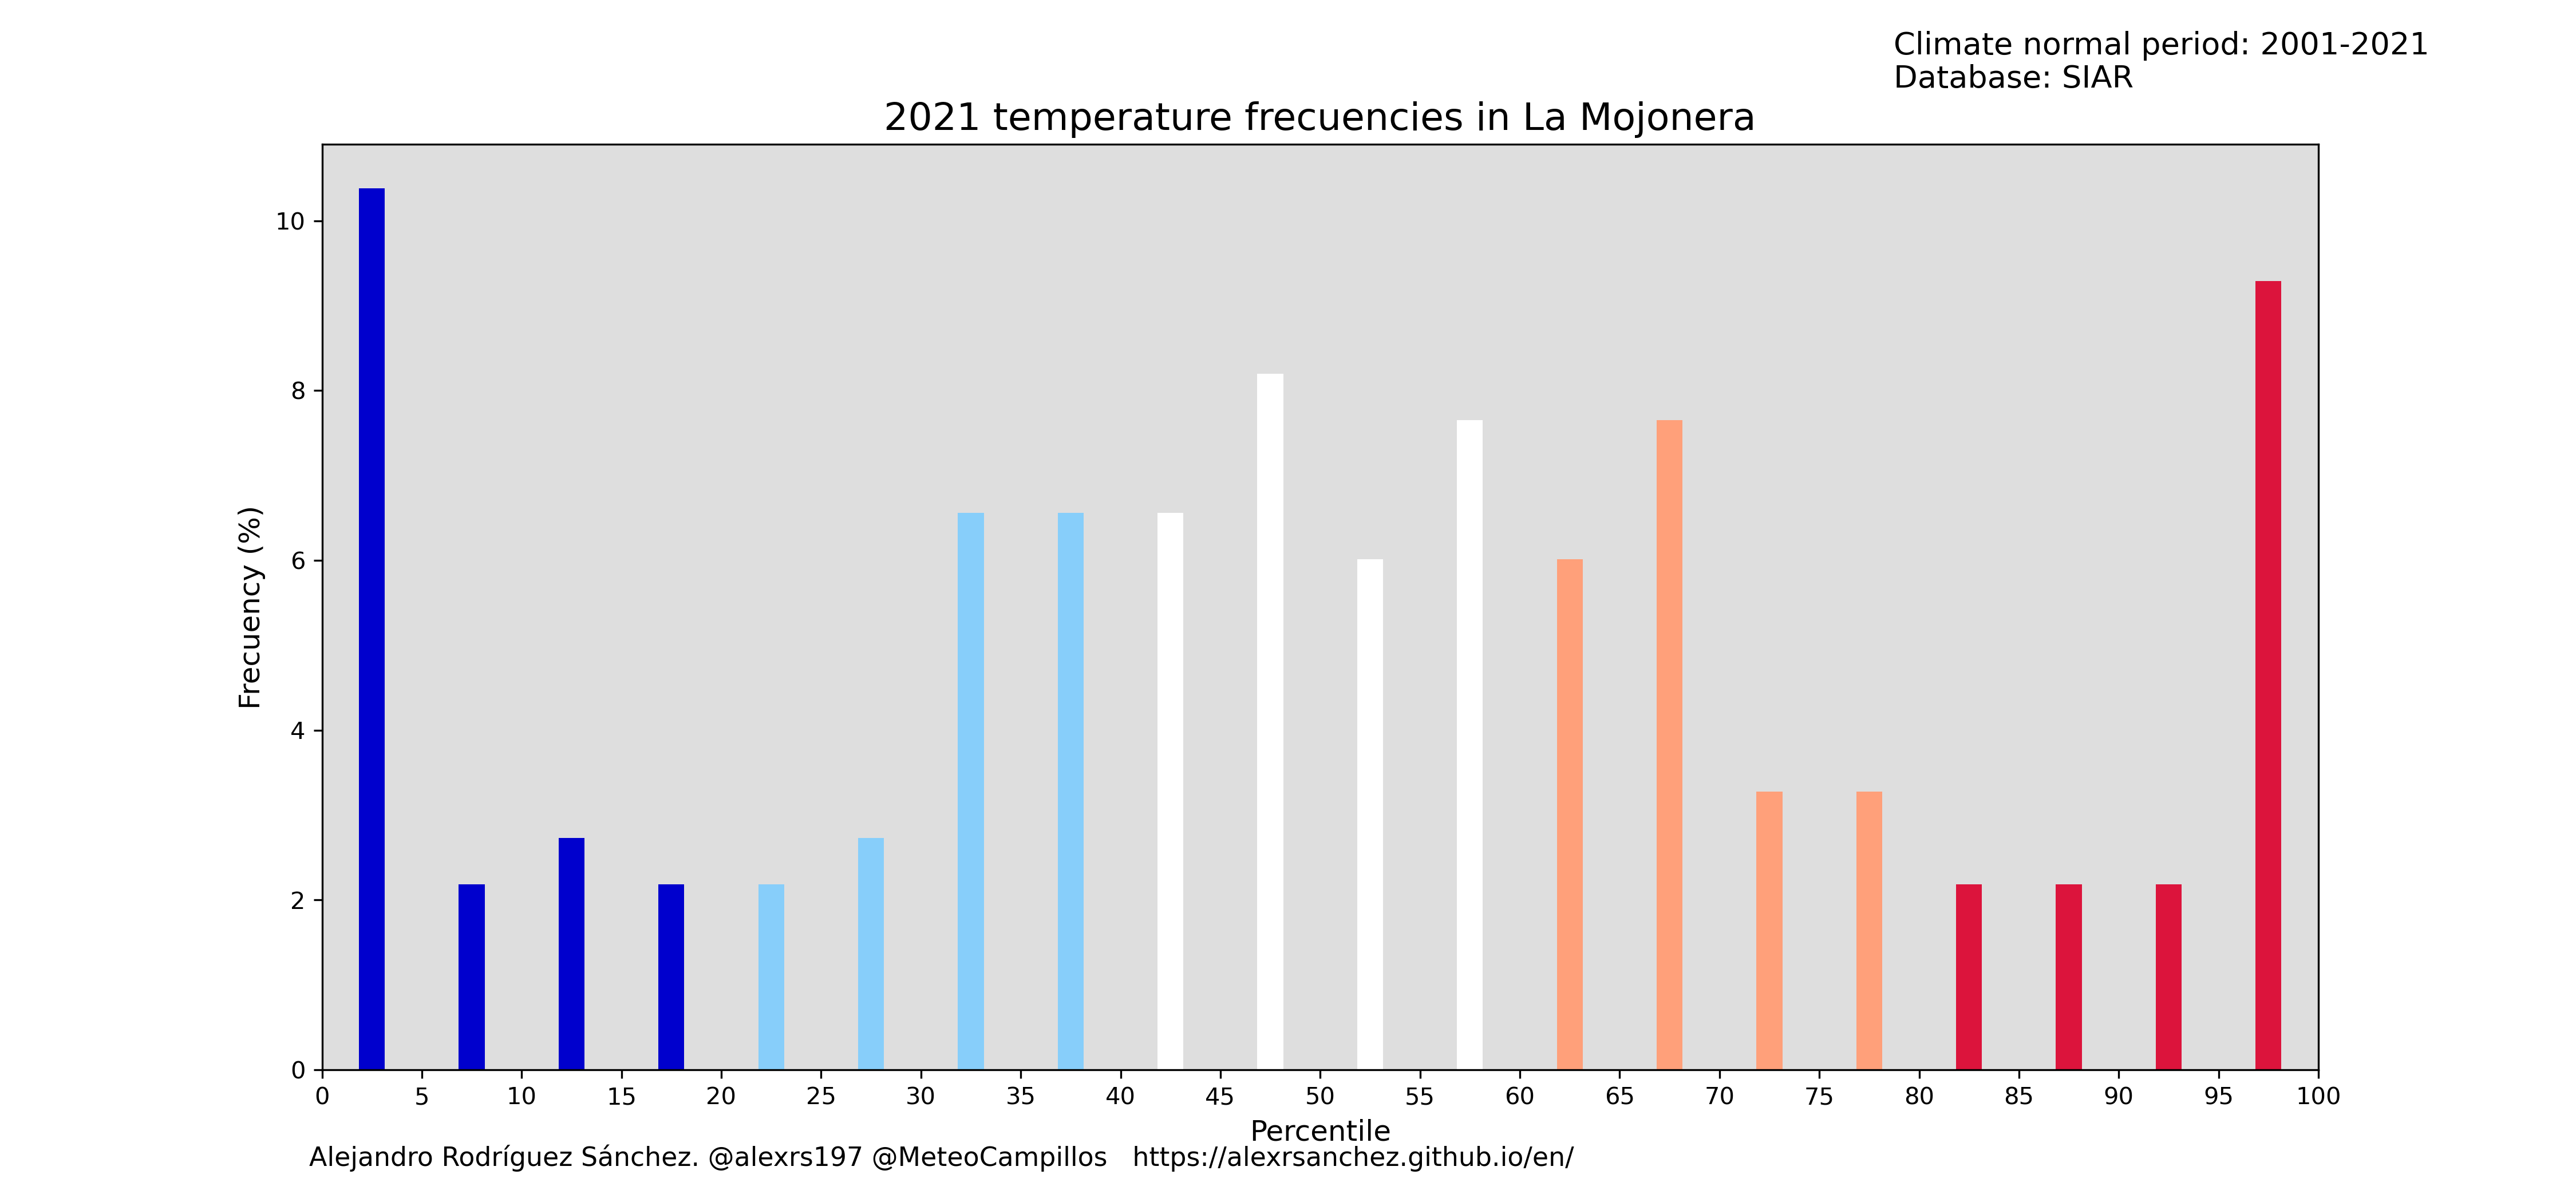 Climate normal period: 2001-2021
Database: SIAR
2021 temperature frecuencies in La Mojonera
Frecuency (%)
10
8
6
4
2
0
0 5 10 15 20 25 30 35 40 45 50 55 60 65 70 75 80 85 90 95 100
Percentile
Alejandro Rodríguez Sánchez. @alexrs197 @MeteoCampillos https://alexrsanchez.github.io/en/